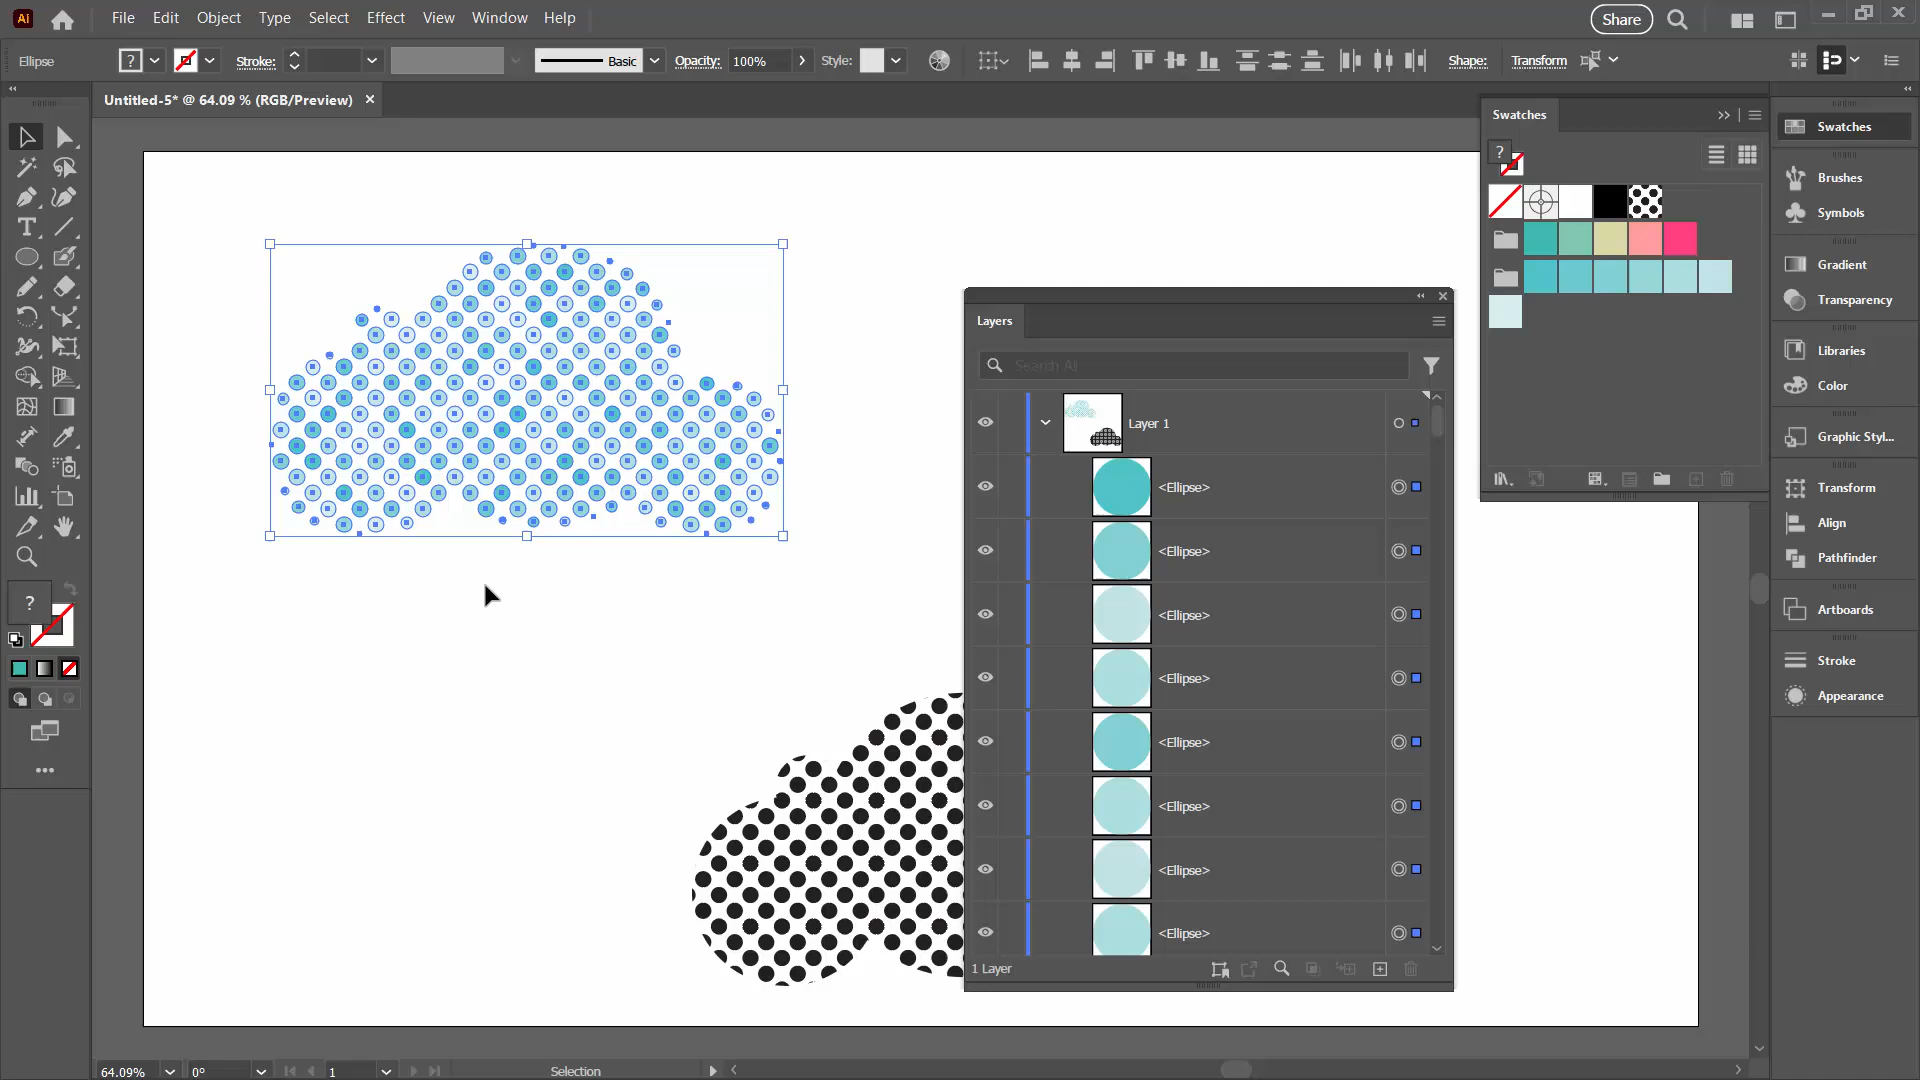 Ai File Edit Object Type Select Effect View Window Help Share
Ellipse ? Stroke: Basic Opacity: 100% Style: Shape: Transform
Untitled-5* @ 64.09 % (RGB/Preview) ×
Swatches
?
Swatches
Brushes
Symbols
Gradient
Transparency
Libraries
Color
Graphic Styl...
Transform
Align
Pathfinder
Artboards
Stroke
Appearance
Layers
Search All
Layer 1
<Ellipse>
<Ellipse>
<Ellipse>
<Ellipse>
<Ellipse>
<Ellipse>
<Ellipse>
<Ellipse>
1 Layer
T
?
64.09% 0° 1 Selection